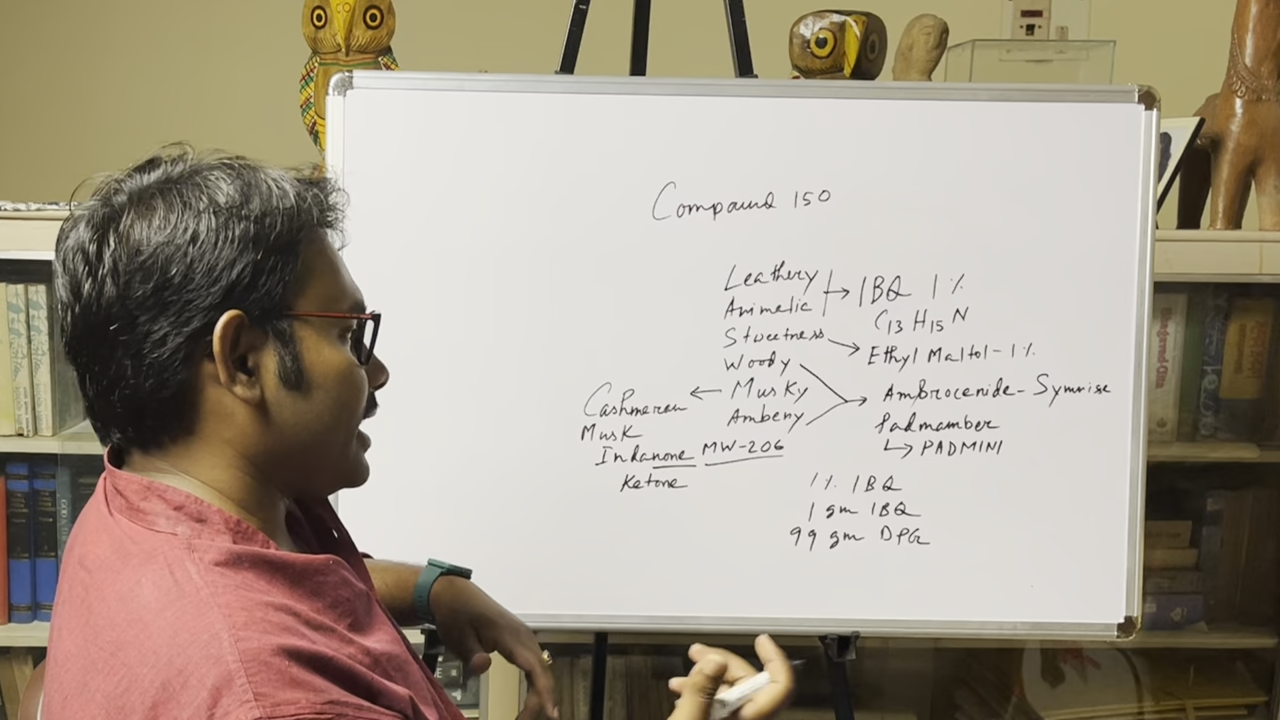 Compound 150
Leathery
Animelic → IBQ 1%
C13 H15 N
Sweetness → Ethyl Maltol - 1%.
Woody
Cashmeran ← Musky → Ambrocenide - Symrise
Musk Ambery Padmamber
Indanone MW-206 ↳ PADMINI
Ketone
1% IBQ
1 gm IBQ
99 gm DPG